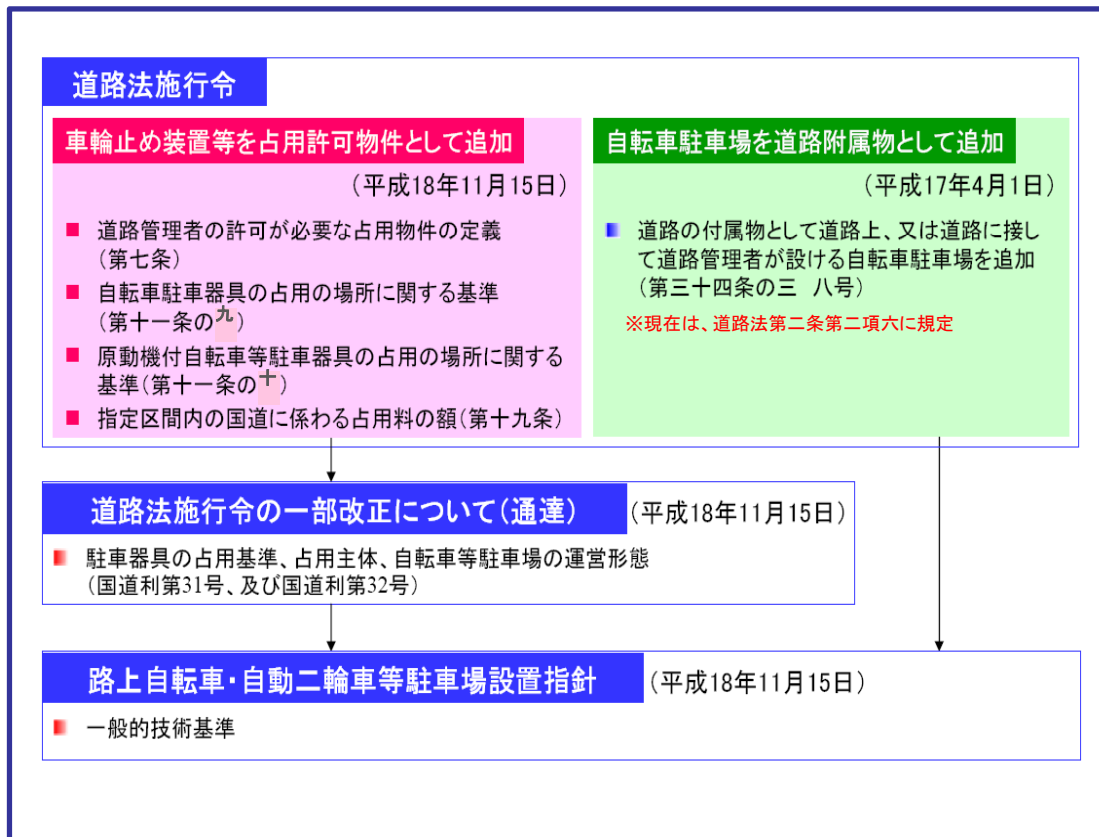 道路法施行令
車輪止め装置等を占用許可物件として追加
(平成18年11月15日)
■ 道路管理者の許可が必要な占用物件の定義
(第七条)
■ 自転車駐車器具の占用の場所に関する基準
(第十一条の九)
■ 原動機付自転車等駐車器具の占用の場所に関する
基準(第十一条の十)
■ 指定区間内の国道に係わる占用料の額(第十九条)
自転車駐車場を道路附属物として追加
(平成17年4月1日)
■ 道路の付属物として道路上、又は道路に接し
て道路管理者が設ける自転車駐車場を追加
(第三十四条の三 八号)
※現在は、道路法第二条第二項六に規定
道路法施行令の一部改正について(通達)
(平成18年11月15日)
■ 駐車器具の占用基準、占用主体、自転車等駐車場の運営形態
(国道利第31号、及び国道利第32号)
路上自転車・自動二輪車等駐車場設置指針
(平成18年11月15日)
■ 一般的技術基準